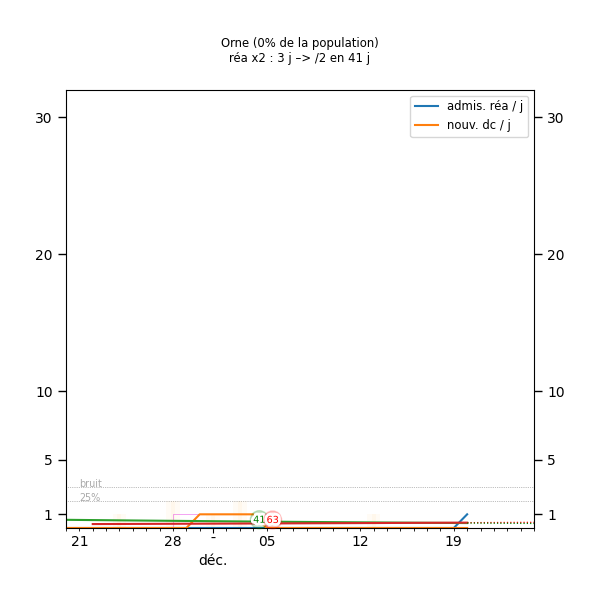 Orne (0% de la population)
réa x2 : 3 j –> /2 en 41 j
admis. réa / j
nouv. dc / j
30 30
20 20
10 10
5 5
bruit
25%
1 41 63 1
21 28 - 05 12 19
déc.